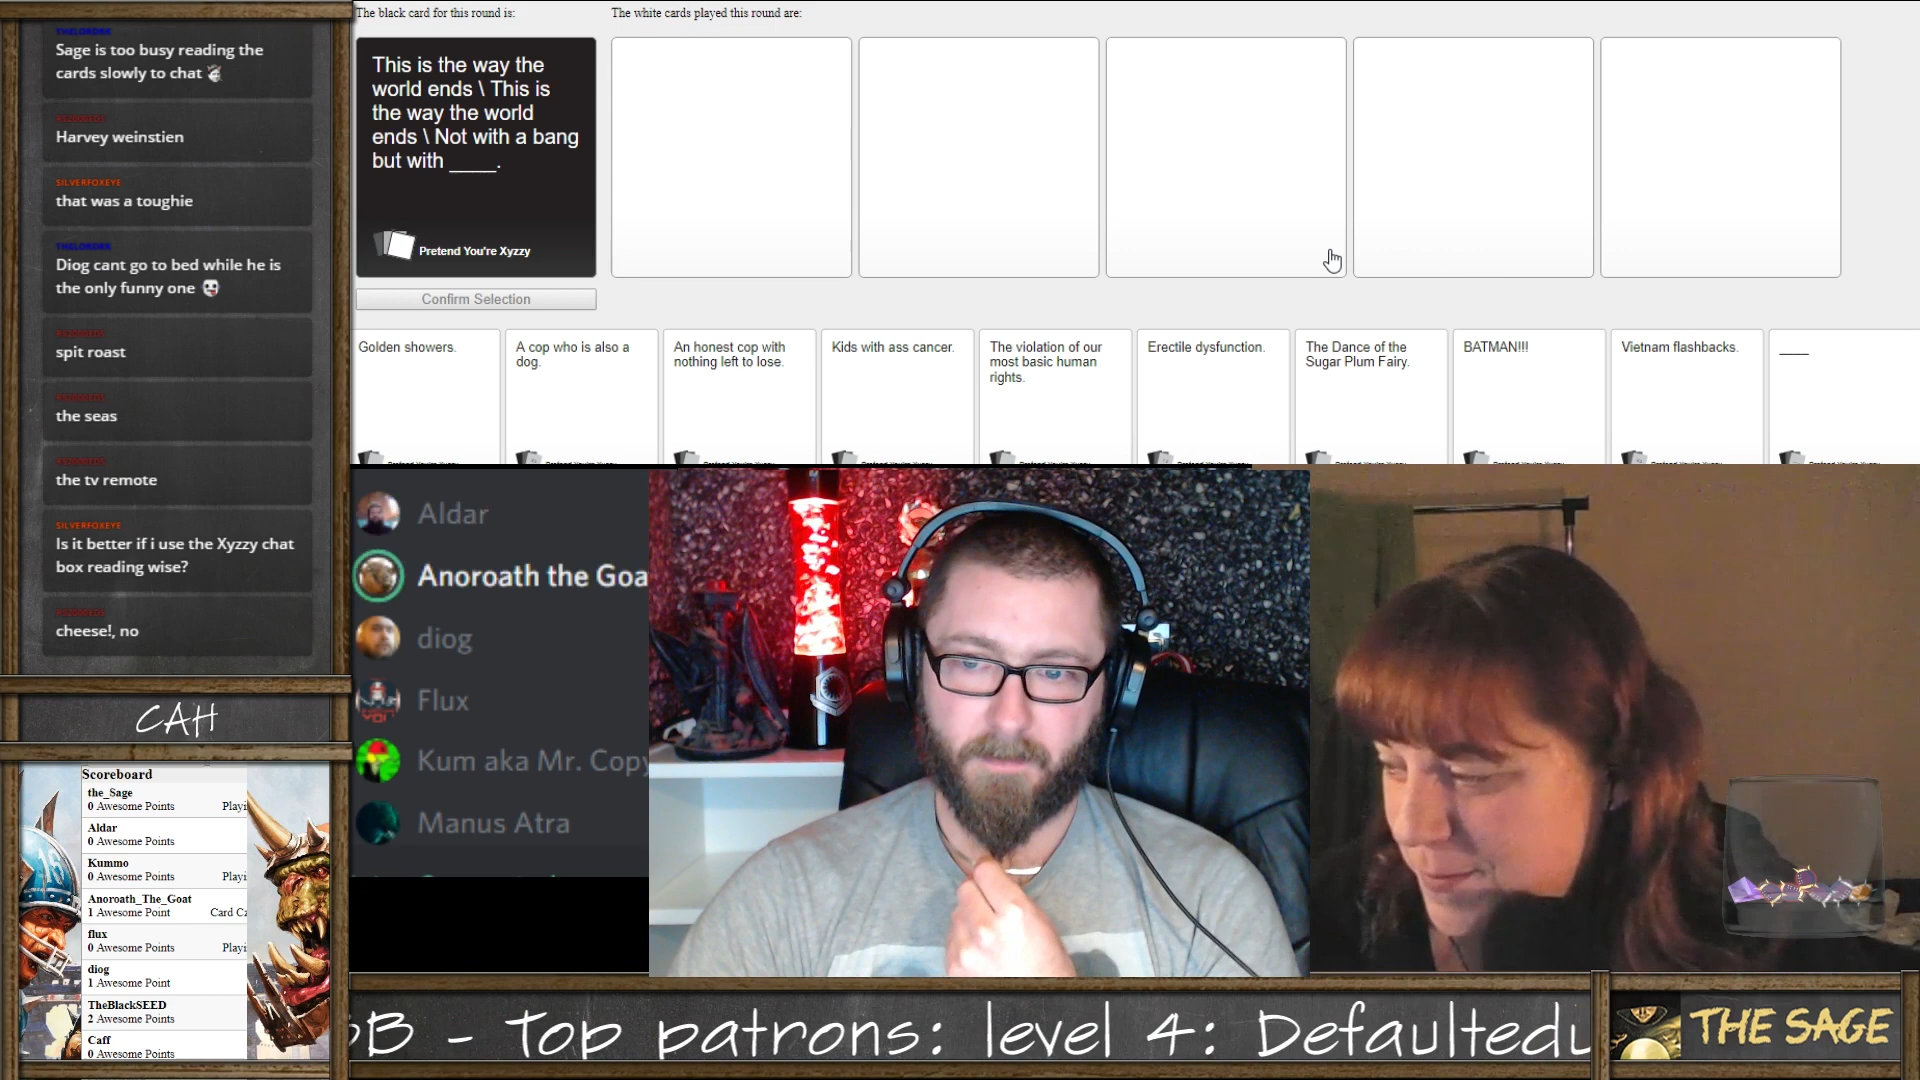 THELORDRK
Sage is too busy reading the
cards slowly to chat
Harvey weinstien
SILVERFOXEYE
that was a toughie
THELORDRK
Diog cant go to bed while he is
the only funny one
spit roast
the seas
the tv remote
SILVERFOXEYE
Is it better if i use the Xyzzy chat
box reading wise?
cheese!, no
CAH
Scoreboard
the_Sage
0 Awesome Points Playi
Aldar
0 Awesome Points
Kummo
0 Awesome Points Playi
Anoroath_The_Goat
1 Awesome Point Card Cz
flux
0 Awesome Points Playi
diog
1 Awesome Point
TheBlackSEED
2 Awesome Points
Caff
0 Awesome Points
The black card for this round is:
The white cards played this round are:
This is the way the
world ends \ This is
the way the world
ends \ Not with a bang
but with ____.
Pretend You're Xyzzy
Confirm Selection
Golden showers.
A cop who is also a
dog.
An honest cop with
nothing left to lose.
Kids with ass cancer.
The violation of our
most basic human
rights.
Erectile dysfunction.
The Dance of the
Sugar Plum Fairy.
BATMAN!!!
Vietnam flashbacks.
____
Aldar
Anoroath the Goa
diog
Flux
Kum aka Mr. Copy
Manus Atra
B - Top patrons: level 4: Defaultedu
THE SAGE